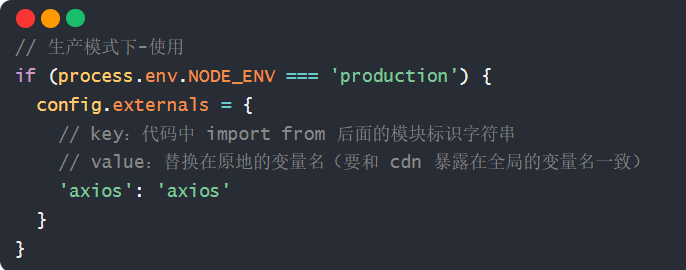 // 生产模式下-使用
if (process.env.NODE_ENV === 'production') {
  config.externals = {
    // key：代码中 import from 后面的模块标识字符串
    // value：替换在原地的变量名（要和 cdn 暴露在全局的变量名一致）
    'axios': 'axios'
  }
}